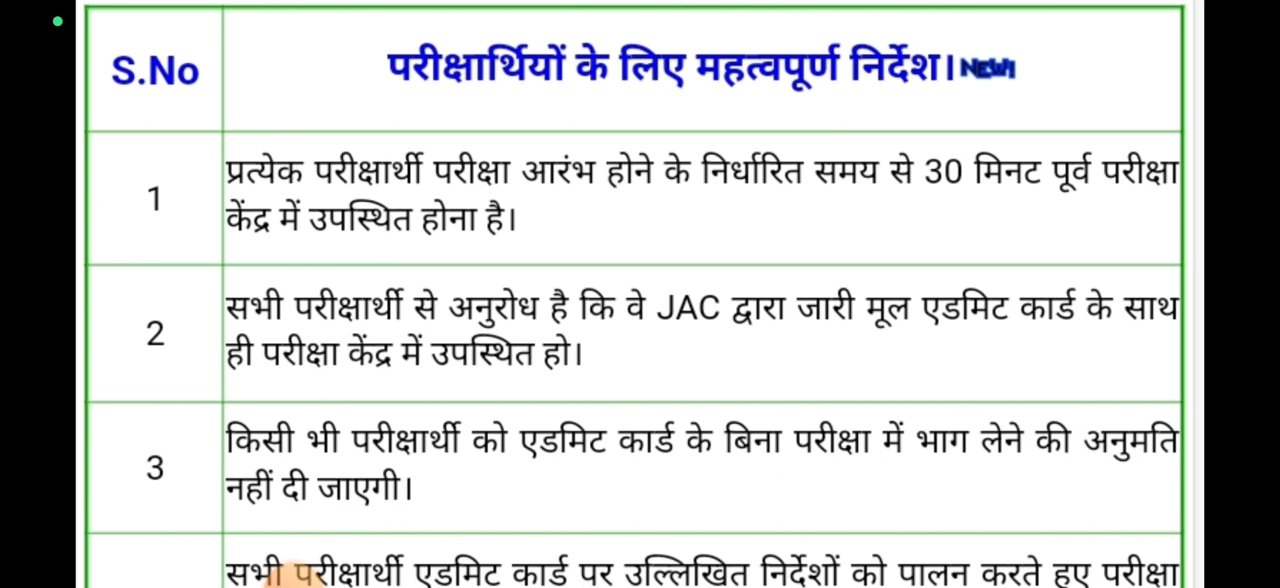 S.No
परीक्षार्थियों के लिए महत्वपूर्ण निर्देश। NEW!
1
प्रत्येक परीक्षार्थी परीक्षा आरंभ होने के निर्धारित समय से 30 मिनट पूर्व परीक्षा
केंद्र में उपस्थित होना है।
2
सभी परीक्षार्थी से अनुरोध है कि वे JAC द्वारा जारी मूल एडमिट कार्ड के साथ
ही परीक्षा केंद्र में उपस्थित हो।
3
किसी भी परीक्षार्थी को एडमिट कार्ड के बिना परीक्षा में भाग लेने की अनुमति
नहीं दी जाएगी।
सभी परीक्षार्थी एडमिट कार्ड पर उल्लिखित निर्देशों को पालन करते हुए परीक्षा